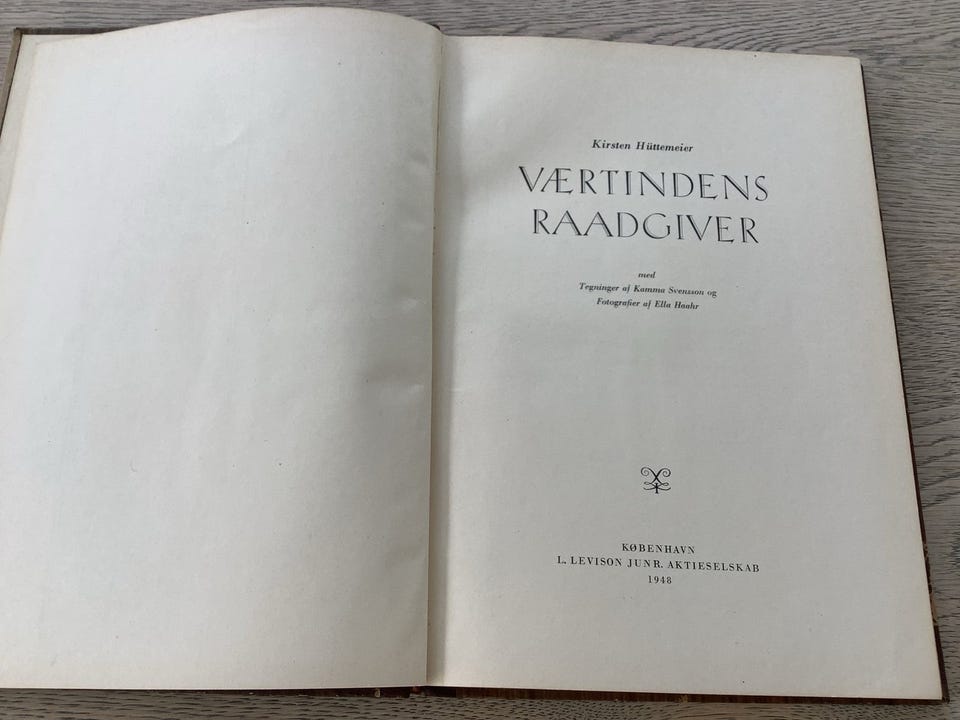 Kirsten Hüttemeier
VÆRTINDENS
RAADGIVER
med
Tegninger af Kamma Svensson og
Fotografier af Ella Haahr
KØBENHAVN
L. LEVISON JUNR. AKTIESELSKAB
1948